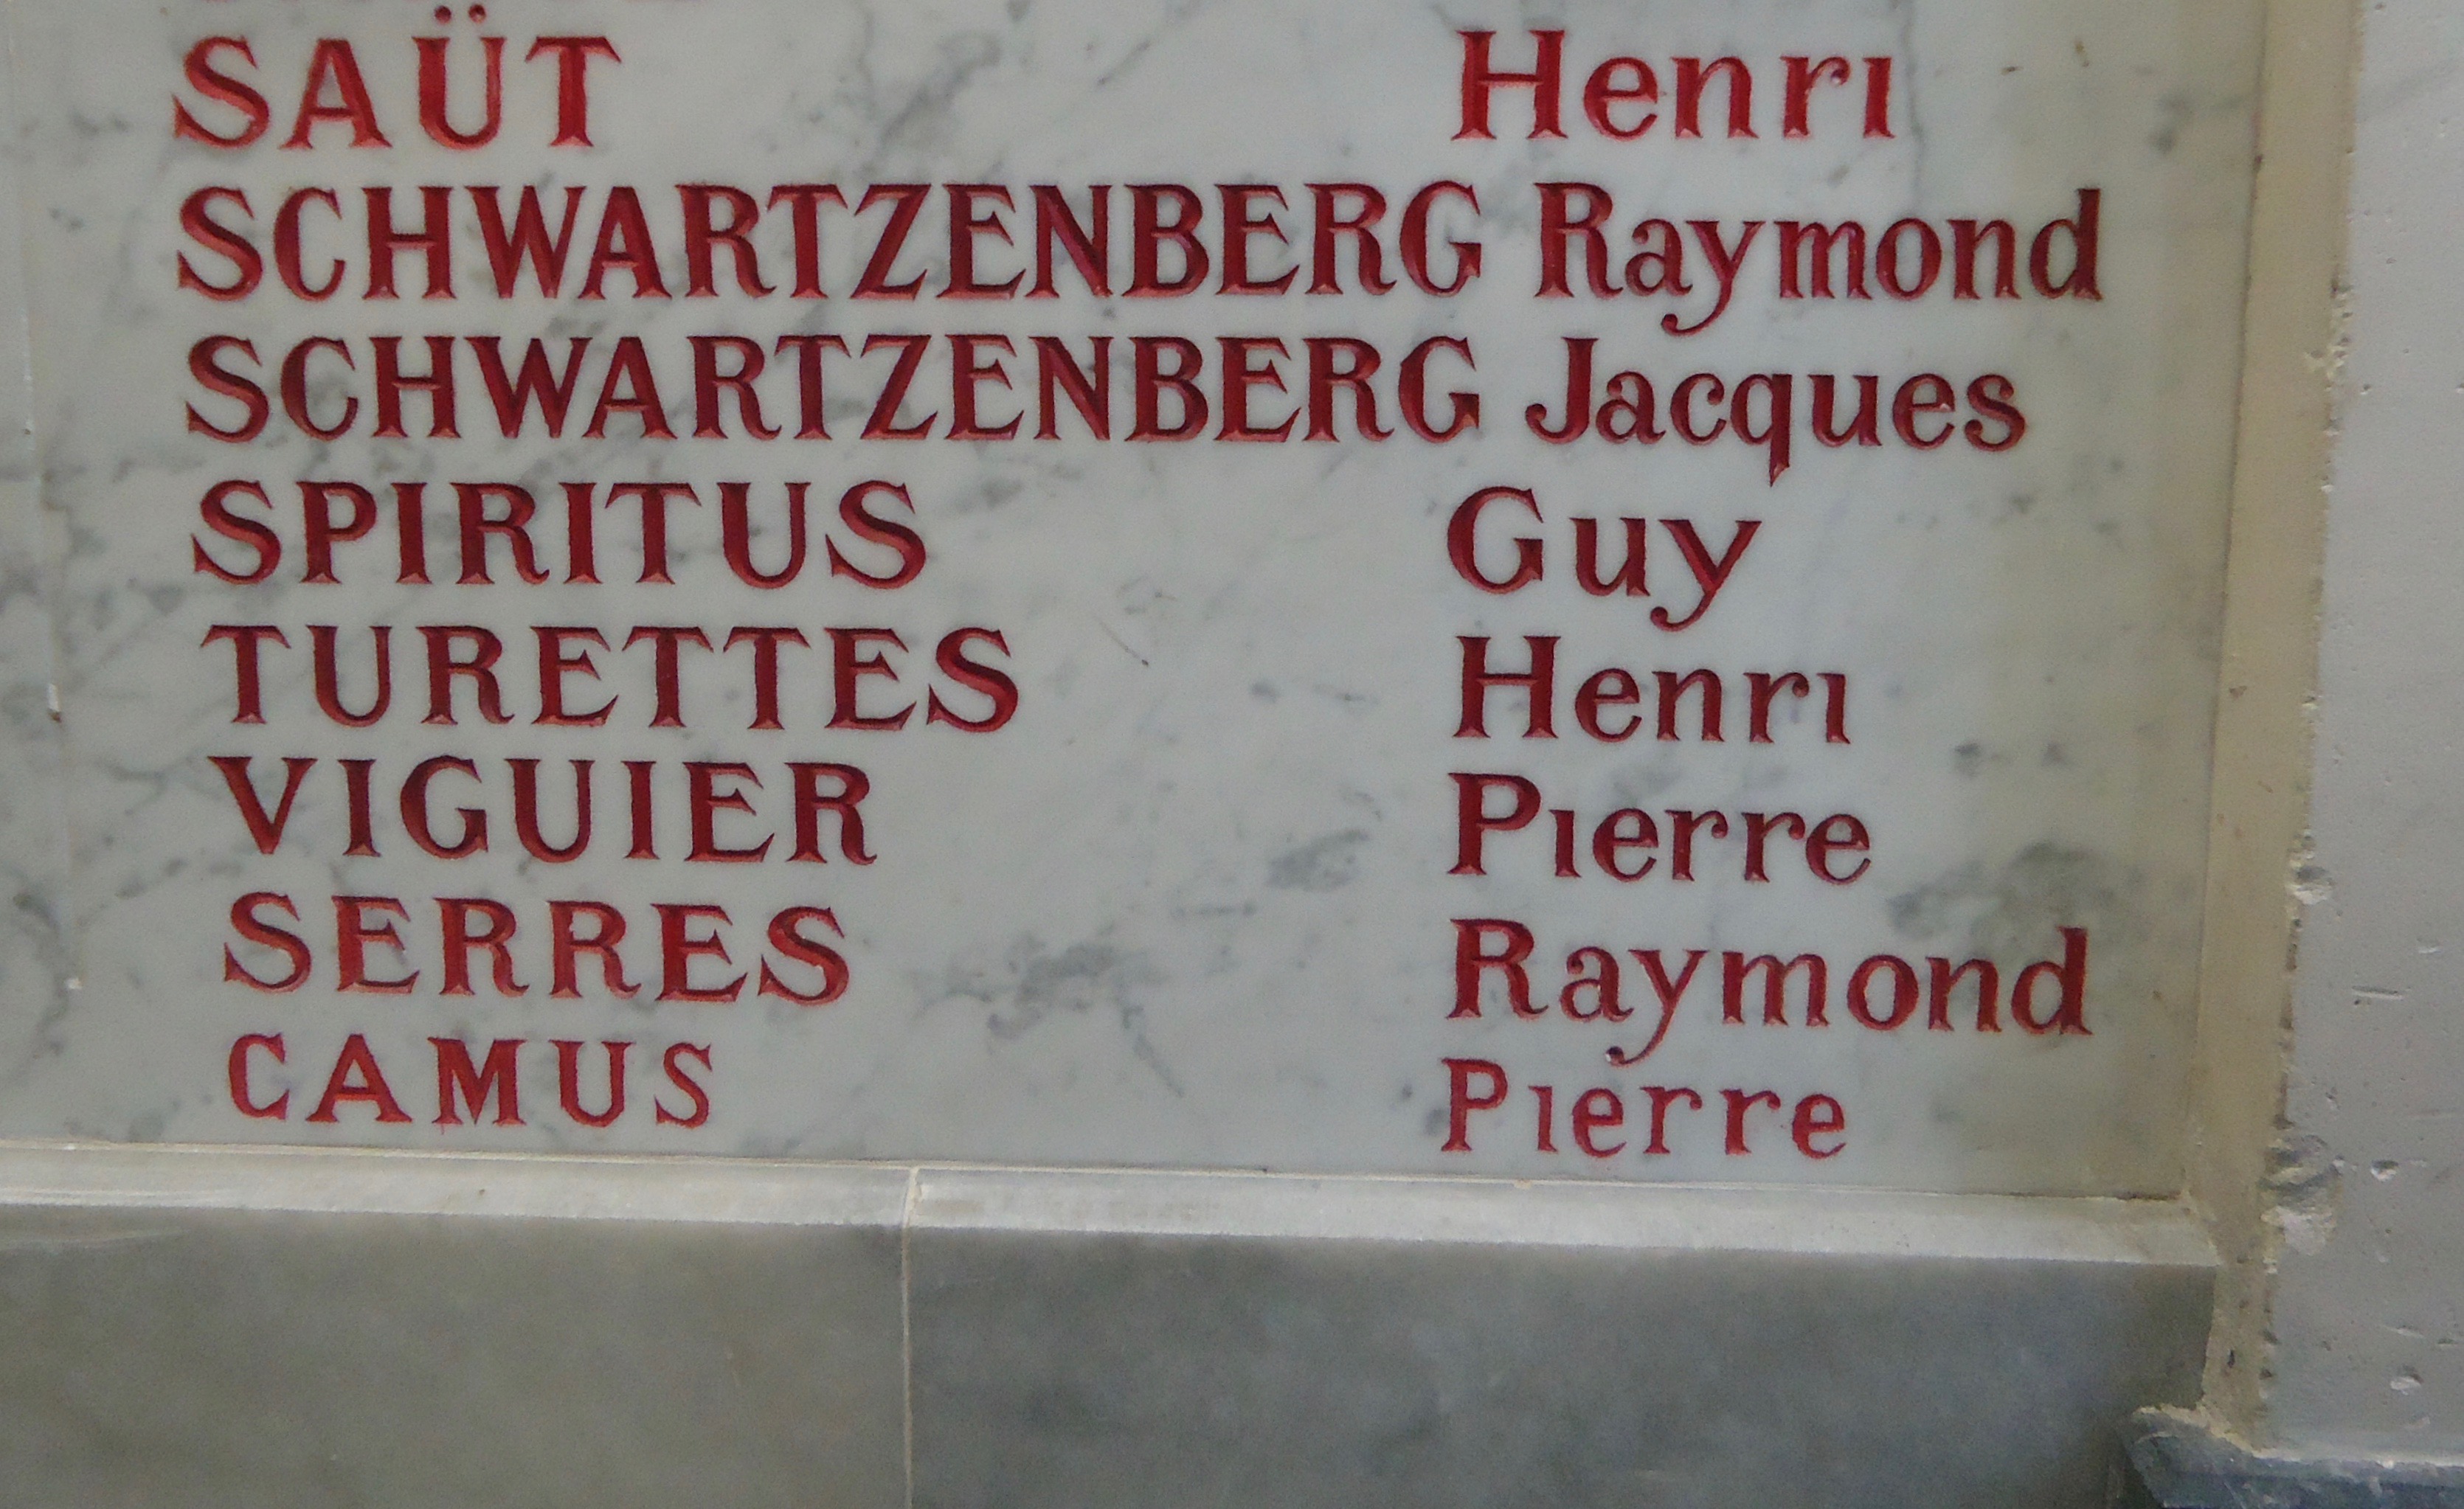 SAÜT Henri
SCHWARTZENBERG Raymond
SCHWARTZENBERG Jacques
SPIRITUS Guy
TURETTES Henri
VIGUIER Pierre
SERRES Raymond
CAMUS Pierre